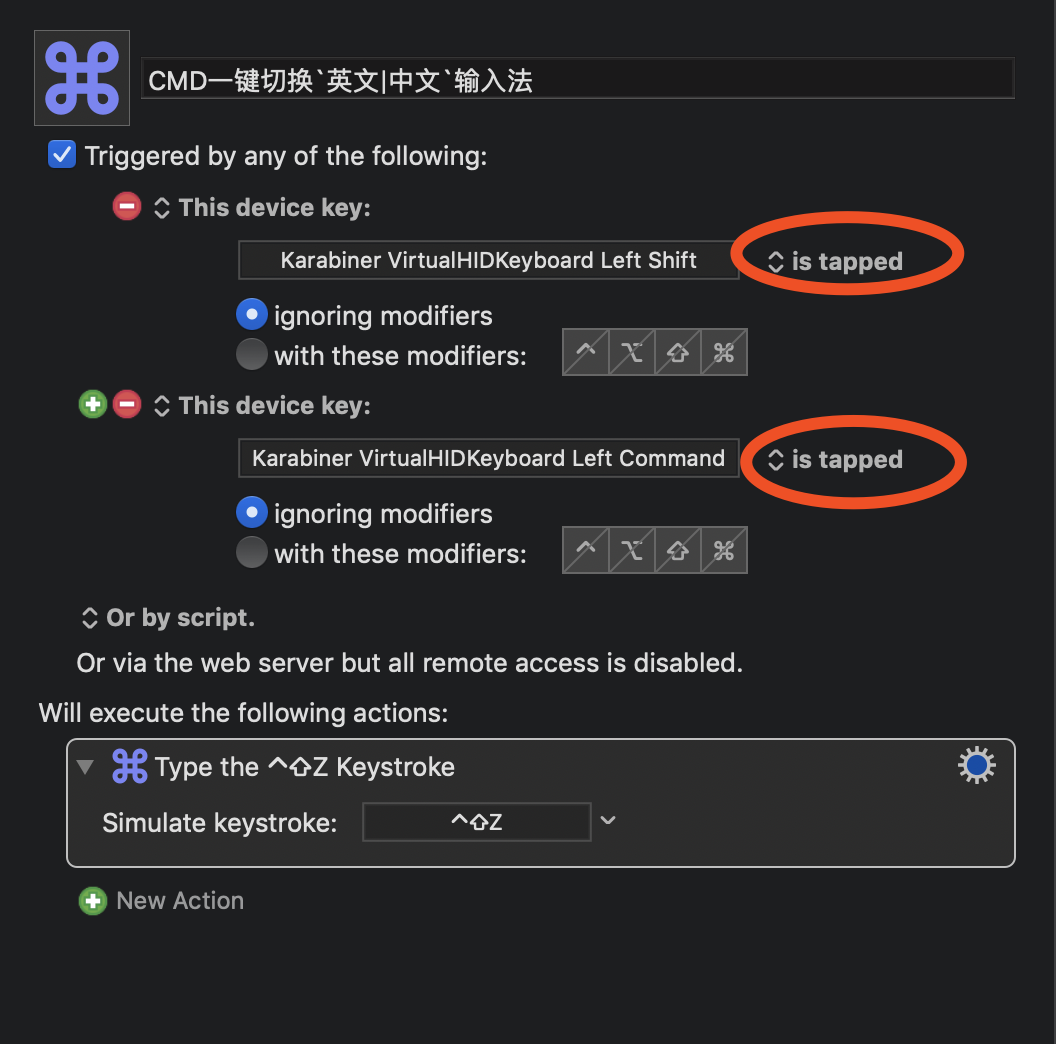 CMD一键切换`英文|中文`输入法
Triggered by any of the following:
This device key:
Karabiner VirtualHIDKeyboard Left Shift is tapped
ignoring modifiers
with these modifiers: ^ ⌥ ⇧ ⌘
This device key:
Karabiner VirtualHIDKeyboard Left Command is tapped
ignoring modifiers
with these modifiers: ^ ⌥ ⇧ ⌘
Or by script.
Or via the web server but all remote access is disabled.
Will execute the following actions:
Type the ^⇧Z Keystroke
Simulate keystroke: ^⇧Z
New Action